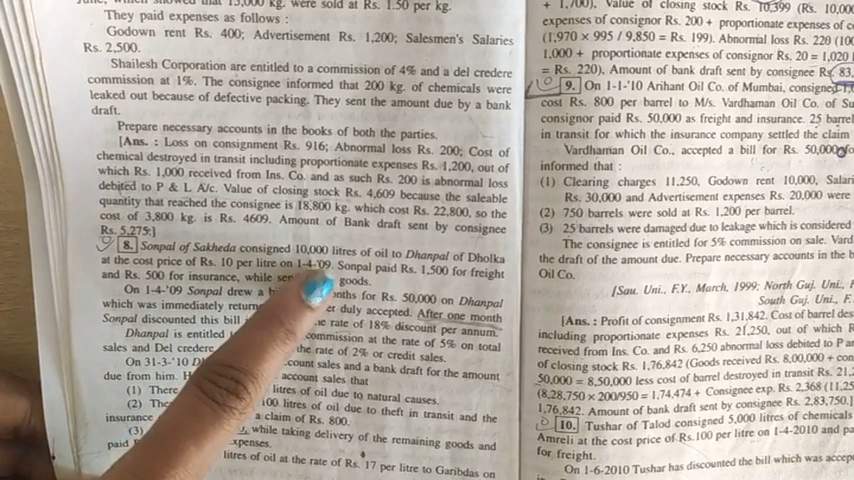 were sold at Rs. 1.50 per kg.
They paid expenses as follows :
Godown rent Rs. 400; Advertisement Rs. 1,200; Salesmen's Salaries
Rs. 2,500.
Shailesh Corporation are entitled to a commission of 4% and a del credere
commission at 1%. The consignee informed that 200 kg. of chemicals were
leaked out because of defective packing. They sent the amount due by a bank
draft.
Prepare necessary accounts in the books of both the parties.
[Ans. : Loss on consignment Rs. 916; Abnormal loss Rs. 200; Cost of
chemical destroyed in transit including proportionate expenses Rs. 1,200, out of
which Rs. 1,000 received from Ins. Co. and as such Rs. 200 is abnormal loss
debited to P & L A/c. Value of closing stock Rs. 4,609 because the saleable
quantity that reached the consignee is 18,800 kg. which cost Rs. 22,800, so the
cost of 3,800 kg. is Rs. 4609. Amount of Bank draft sent by consignee
Rs. 5,275.]
8. Sonpal of Sakheda consigned 10,000 litres of oil to Dhanpal of Dholka
at the cost price of Rs. 10 per litre on 1-4-'09. Sonpal paid Rs. 1,500 for freight
and Rs. 500 for insurance, while goods.
On 1-4-'09 Sonpal drew a for Rs. 50,000 on Dhanpal
which was immediately duly accepted. After one month
Sonpal discounted this rate of 18% discount per annum.
Dhanpal is entitled commission at the rate of 5% on total
sales and Del credere the rate of 2% or credit sales.
On 31-3-'10 sales and a bank draft for the amount
due from him. account sales that
(1) There litres of oil due to natural causes.
(2) 100 litres of oil due to theft in transit and the
insurance a claim of Rs. 800.
(3) while taking delivery of the remaining goods and
paid
litres of oil at the rate of Rs. 17 per litre to Garibdas on
+ 1,700). Value of closing stock Rs. 10,399 (Rs. 10,000
expenses of consignor Rs. 200 + proportionate expenses of
(1,970 × 995 / 9,850 = Rs. 199). Abnormal loss Rs. 220
1,000 + proportionate expenses of consignor Rs. 20 = 1,020
= Rs. 220), Amount of bank draft sent by consignee
9. On 1-1-'10 Arihant Oil Co. of Mumbai, consigned
cost Rs. 800 per barrel to M/s. Vardhaman Oil Co. of
consignor paid Rs. 50,000 as freight and insurance. 25
in transit for which the insurance company settled the claim
Vardhaman Oil Co., accepted a bill for Rs. 50,000
informed that :
(1) Clearing charges 11,250, Godown rent 10,000,
Rs. 30,000 and Advertisement expenses Rs. 20,000 were
(2) 750 barrels were sold at Rs. 1,200 per barrel.
(3) 25 barrels were damaged due to leakage which is considered
The consignee is entitled for 5% commission on sale.
the draft of the amount due. Prepare necessary accounts in the
Oil Co.
[Sau. Uni., F.Y., March, 1999; North Guj. Uni.
South Guj. Uni.,
[Ans. : Profit of consignment Rs. 1,31,842. Cost of barrel
including proportionate expenses Rs. 21,250, out of which
received from Ins. Co. and Rs. 6,250 abnormal loss debited to
of closing stock Rs. 1,76,842 (Goods received Rs. 8,00,000 +
50,000 = 8,50,000 less cost of barrel destroyed in transit Rs.
(8,28,750 × 200/950 = 1,74,474 + Consignee exp. Rs. 2,368
1,76,842. Amount of bank draft sent by consignee Rs. 2,83,750.]
10. Tushar of Talod consigned 5,000 litres of chemicals
Amreli at the cost price of Rs. 100 per litre on 1-4-2010 and
for freight.
On 1-6-2010 Tushar has discounted the bill which was